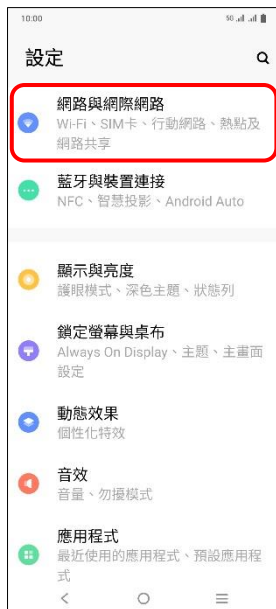 10:00
5G
設定
網路與網際網路
Wi-Fi、SIM卡、行動網路、熱點及
網路共享
藍牙與裝置連接
NFC、智慧投影、Android Auto
顯示與亮度
護眼模式、深色主題、狀態列
鎖定螢幕與桌布
Always On Display、主題、主畫面
設定
動態效果
個性化特效
音效
音量、勿擾模式
應用程式
最近使用的應用程式、預設應用程
式